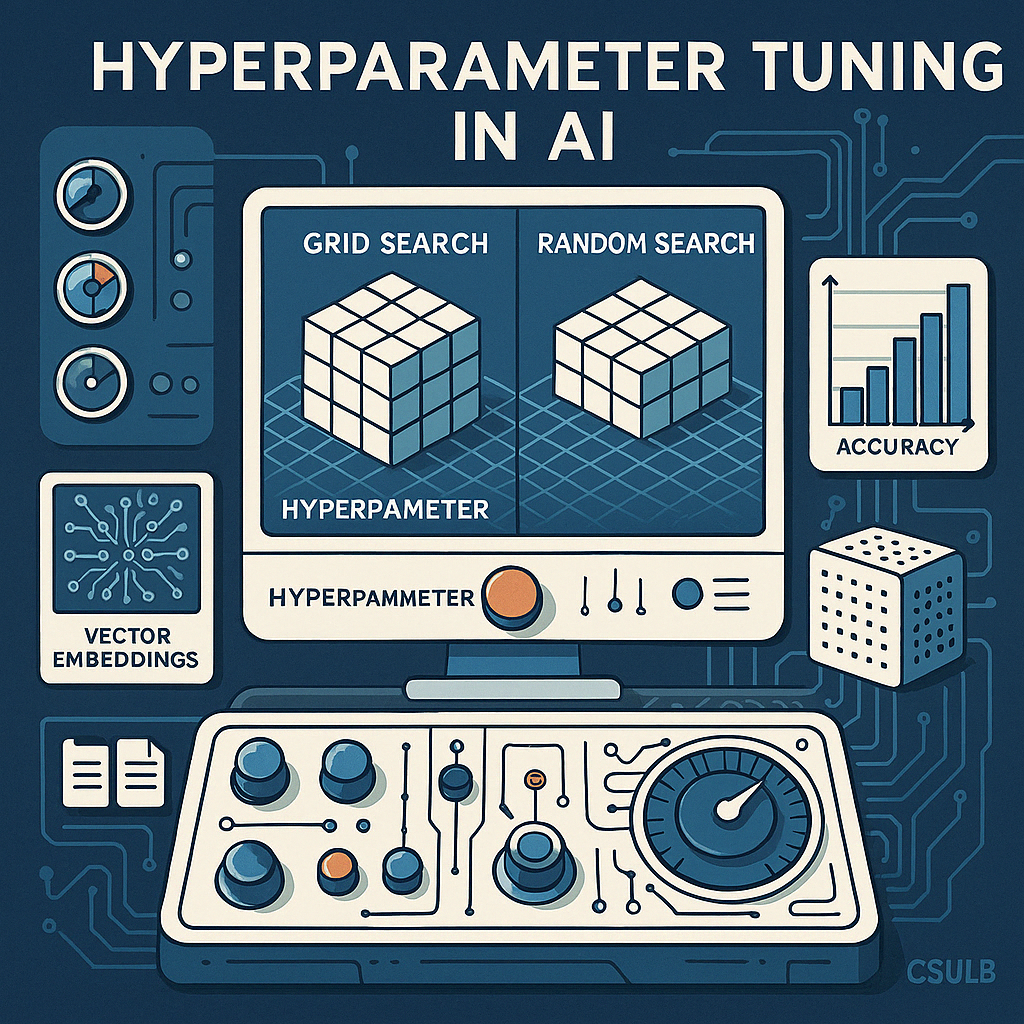 HYPERPARAMETER TUNING
IN AI
GRID SEARCH
RANDOM SEARCH
HYPERPAMETER
HYPERPAMMETER
ACCURACY
VECTOR
EMBEDDINGS
CSULB